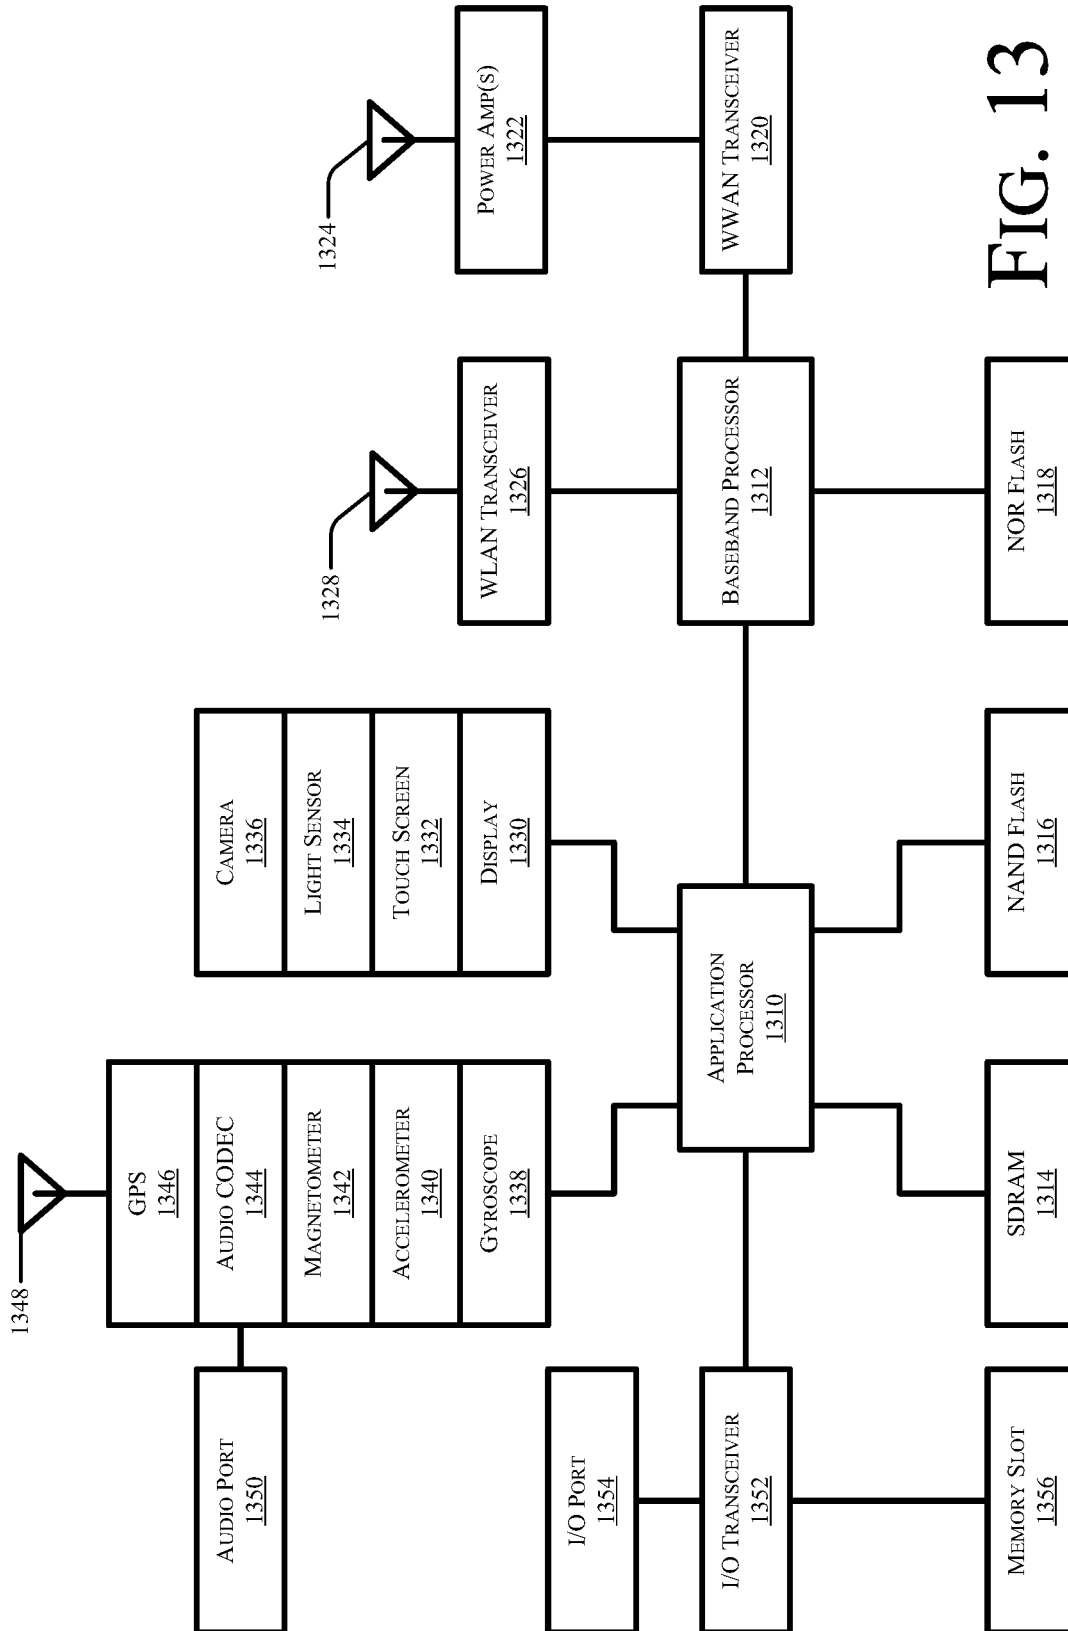 1348
GPS
1346
AUDIO CODEC
1344
MAGNETOMETER
1342
ACCELEROMETER
1340
GYROSCOPE
1338
AUDIO PORT
1350
CAMERA
1336
LIGHT SENSOR
1334
TOUCH SCREEN
1332
DISPLAY
1330
1328
WLAN TRANSCEIVER
1326
1324
POWER AMP(S)
1322
I/O PORT
1354
I/O TRANSCEIVER
1352
APPLICATION
PROCESSOR
1310
BASEBAND PROCESSOR
1312
WWAN TRANSCEIVER
1320
MEMORY SLOT
1356
SDRAM
1314
NAND FLASH
1316
NOR FLASH
1318
FIG. 13